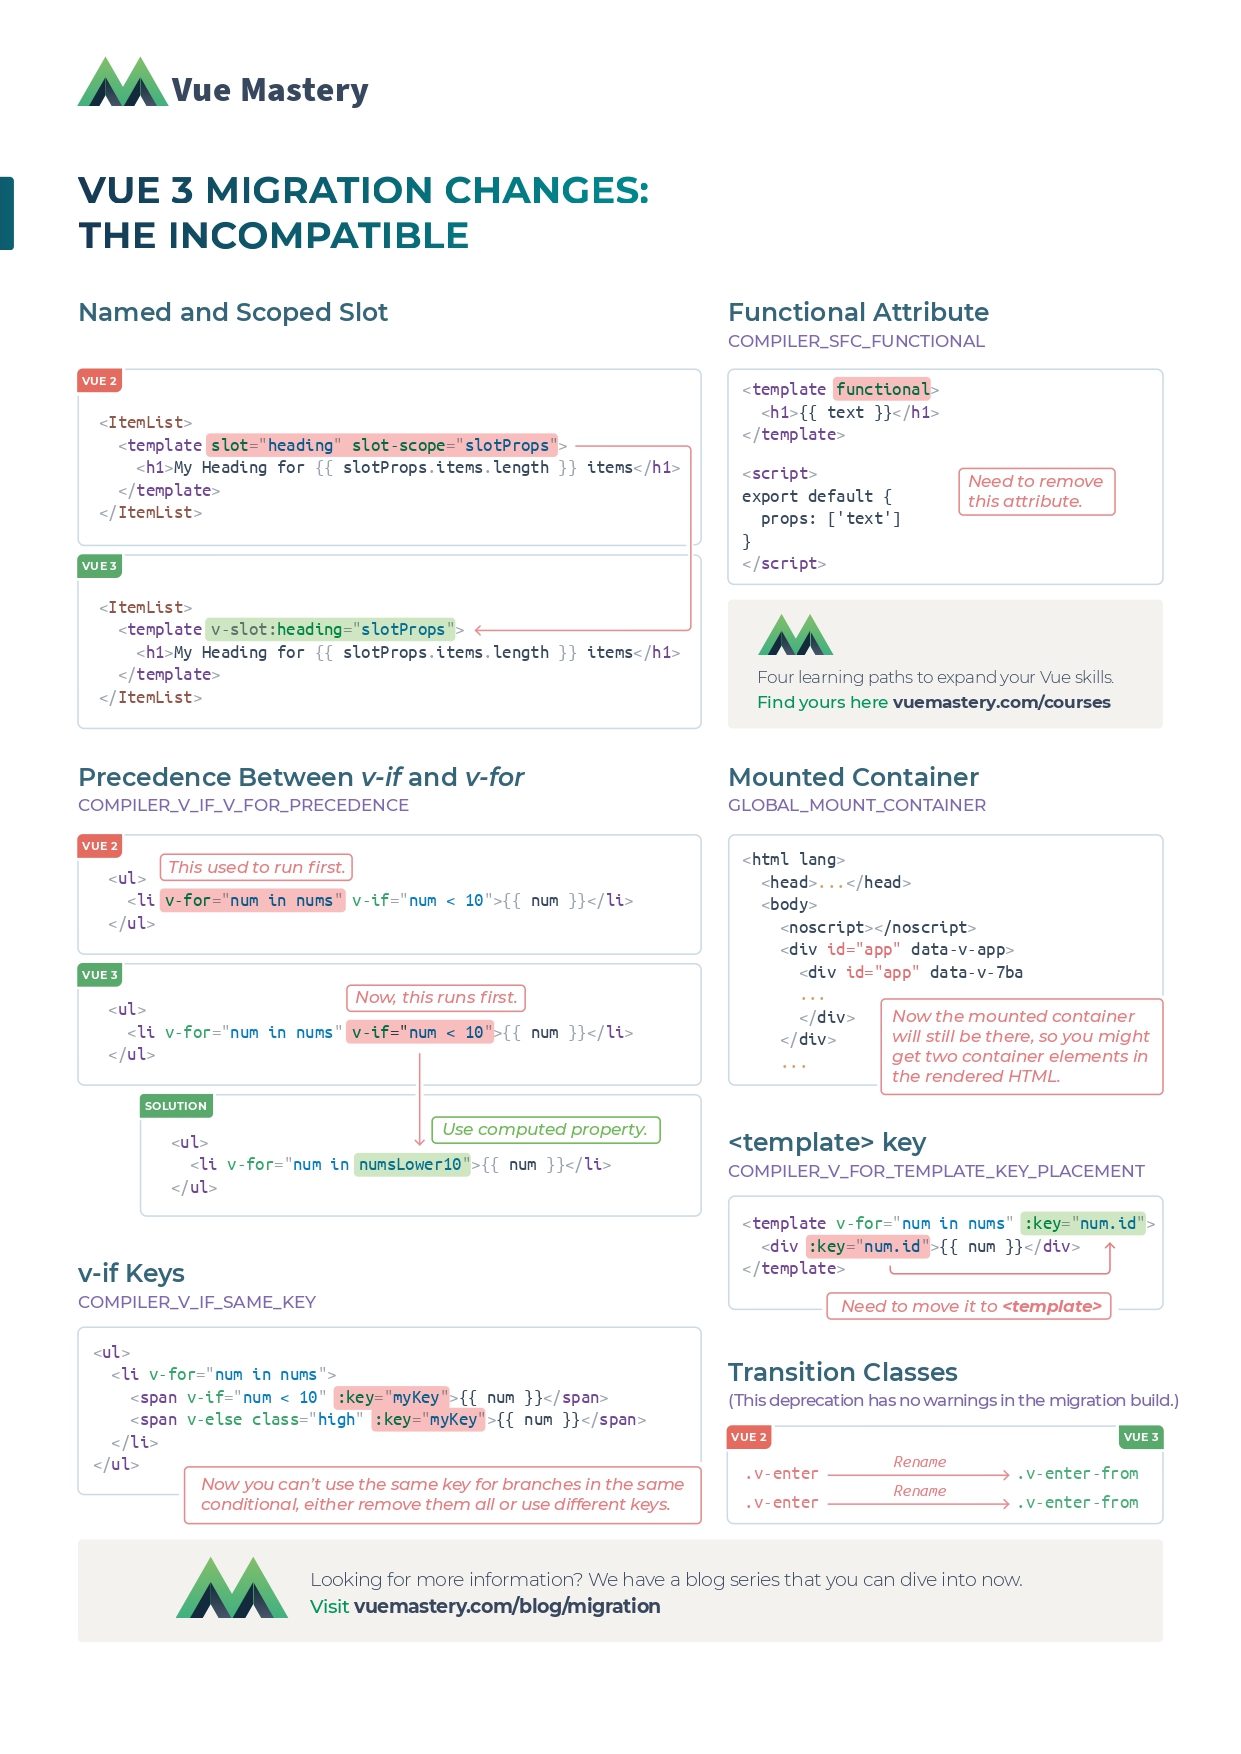 Vue Mastery
VUE 3 MIGRATION CHANGES:
THE INCOMPATIBLE
Named and Scoped Slot
VUE 2
<ItemList>
<template slot="heading" slot-scope="slotProps">
<h1>My Heading for {{ slotProps.items.length }} items</h1>
</template>
</ItemList>
VUE 3
<ItemList>
<template v-slot:heading="slotProps">
<h1>My Heading for {{ slotProps.items.length }} items</h1>
</template>
</ItemList>
Functional Attribute
COMPILER_SFC_FUNCTIONAL
<template functional>
<h1>{{ text }}</h1>
</template>
<script>
export default {
props: ['text']
}
</script>
Need to remove
this attribute.
Four learning paths to expand your Vue skills.
Find yours here vuemastery.com/courses
Precedence Between v-if and v-for
COMPILER_V_IF_V_FOR_PRECEDENCE
VUE 2
This used to run first.
<ul>
<li v-for="num in nums" v-if="num < 10">{{ num }}</li>
</ul>
VUE 3
Now, this runs first.
<ul>
<li v-for="num in nums" v-if="num < 10">{{ num }}</li>
</ul>
SOLUTION
Use computed property.
<ul>
<li v-for="num in numsLower10">{{ num }}</li>
</ul>
Mounted Container
GLOBAL_MOUNT_CONTAINER
<html lang>
<head>...</head>
<body>
<noscript></noscript>
<div id="app" data-v-app>
<div id="app" data-v-7ba
...
</div>
</div>
...
Now the mounted container
will still be there, so you might
get two container elements in
the rendered HTML.
<template> key
COMPILER_V_FOR_TEMPLATE_KEY_PLACEMENT
<template v-for="num in nums" :key="num.id">
<div :key="num.id">{{ num }}</div>
</template>
Need to move it to <template>
v-if Keys
COMPILER_V_IF_SAME_KEY
<ul>
<li v-for="num in nums">
<span v-if="num < 10" :key="myKey">{{ num }}</span>
<span v-else class="high" :key="myKey">{{ num }}</span>
</li>
</ul>
Now you can't use the same key for branches in the same
conditional, either remove them all or use different keys.
Transition Classes
(This deprecation has no warnings in the migration build.)
VUE 2
VUE 3
.v-enter Rename .v-enter-from
.v-enter Rename .v-enter-from
Looking for more information? We have a blog series that you can dive into now.
Visit vuemastery.com/blog/migration